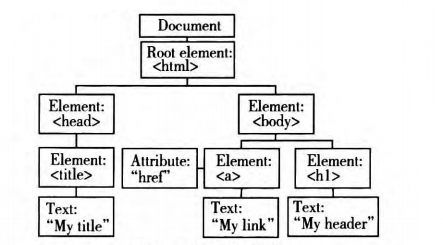 Document
Root element:
<html>
Element:
<head>
Element:
<body>
Element:
<title>
Attribute:
“href”
Element:
<a>
Element:
<h1>
Text:
“My title”
Text:
“My link”
Text:
“My header”